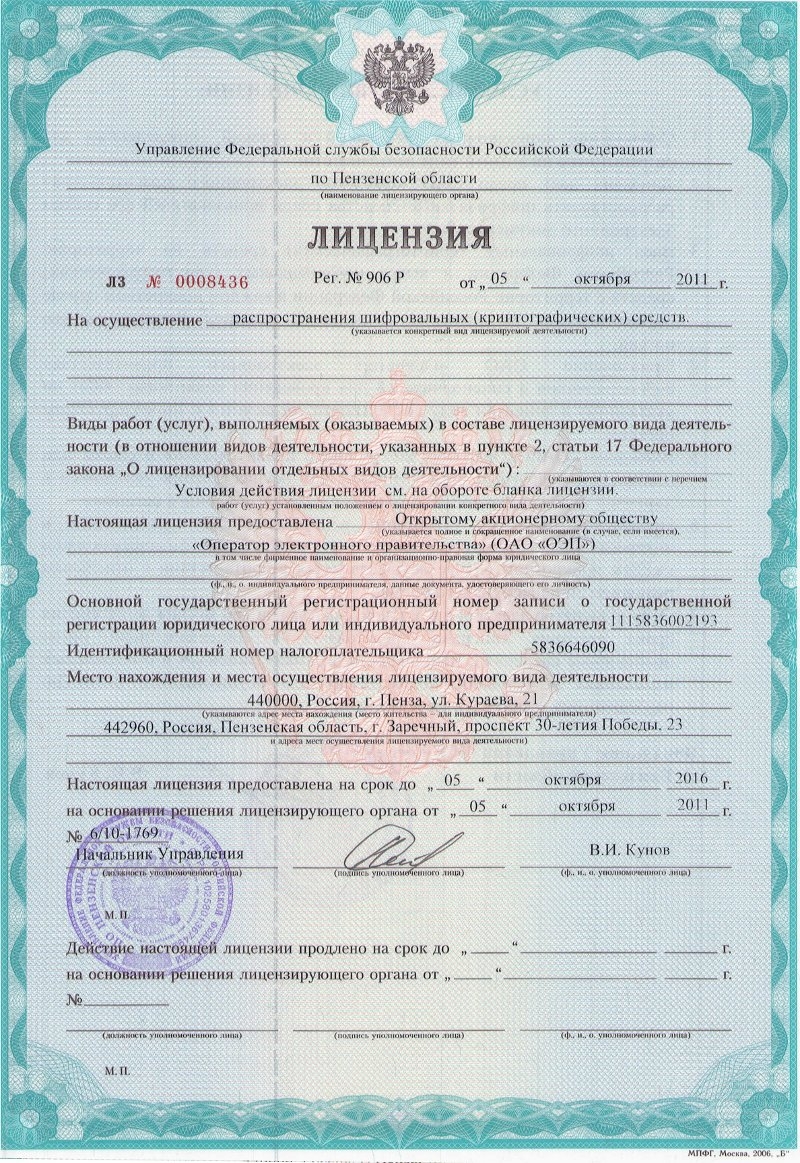 Управление Федеральной службы безопасности Российской Федерации
по Пензенской области
(наименование лицензирующего органа)
ЛИЦЕНЗИЯ
ЛЗ № 0008436 Рег. № 906 Р от „ 05 “ октября 2011 г.
На осуществление распространения шифровальных (криптографических) средств.
(указывается конкретный вид лицензируемой деятельности)
Виды работ (услуг), выполняемых (оказываемых) в составе лицензируемого вида деятель-
ности (в отношении видов деятельности, указанных в пункте 2, статьи 17 Федерального
закона „О лицензировании отдельных видов деятельности“) :
(указываются в соответствии с перечнем
Условия действия лицензии см. на обороте бланка лицензии.
работ (услуг) установленным положением о лицензировании конкретного вида деятельности)
Настоящая лицензия предоставлена Открытому акционерному обществу
(указывается полное и сокращенное наименование (в случае, если имеется),
«Оператор электронного правительства» (ОАО «ОЭП»)
в том числе фирменное наименование и организационно-правовая форма юридического лица
(ф., и., о. индивидуального предпринимателя, данные документа, удостоверяющего его личность)
Основной государственный регистрационный номер записи о государственной
регистрации юридического лица или индивидуального предпринимателя 1115836002193
Идентификационный номер налогоплательщика 5836646090
Место нахождения и места осуществления лицензируемого вида деятельности
440000, Россия, г. Пенза, ул. Кураева, 21
(указываются адрес места нахождения (место жительства – для индивидуального предпринимателя)
442960, Россия, Пензенская область, г. Заречный, проспект 30-летия Победы, 23
и адреса мест осуществления лицензируемого вида деятельности)
Настоящая лицензия предоставлена на срок до „ 05 “ октября 2016 г.
на основании решения лицензирующего органа от „ 05 “ октября 2011 г.
№ 6/10-1769
Начальник Управления В.И. Кунов
(должность уполномоченного лица) (подпись уполномоченного лица) (ф., и., о. уполномоченного лица)
М. П.
Действие настоящей лицензии продлено на срок до „ “ г.
на основании решения лицензирующего органа от „ “ г.
№
(должность уполномоченного лица) (подпись уполномоченного лица) (ф., и., о. уполномоченного лица)
М. П.
МПФГ, Москва, 2006, „Б“